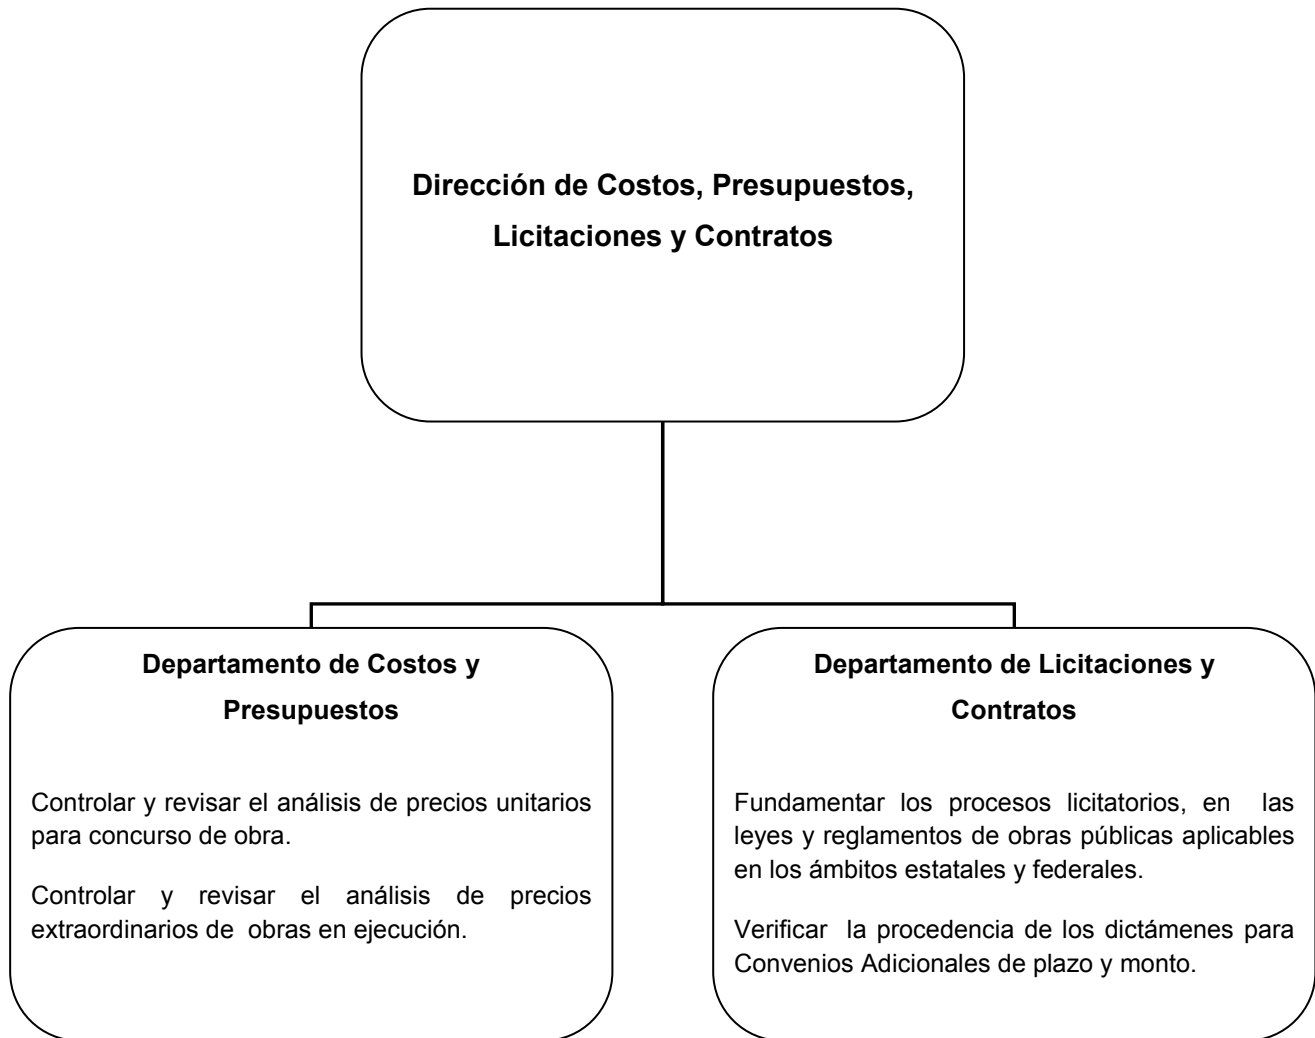 Dirección de Costos, Presupuestos,
Licitaciones y Contratos
Departamento de Costos y
Presupuestos
Controlar y revisar el análisis de precios unitarios
para concurso de obra.
Controlar y revisar el análisis de precios
extraordinarios de obras en ejecución.
Departamento de Licitaciones y
Contratos
Fundamentar los procesos licitatorios, en las
leyes y reglamentos de obras públicas aplicables
en los ámbitos estatales y federales.
Verificar la procedencia de los dictámenes para
Convenios Adicionales de plazo y monto.